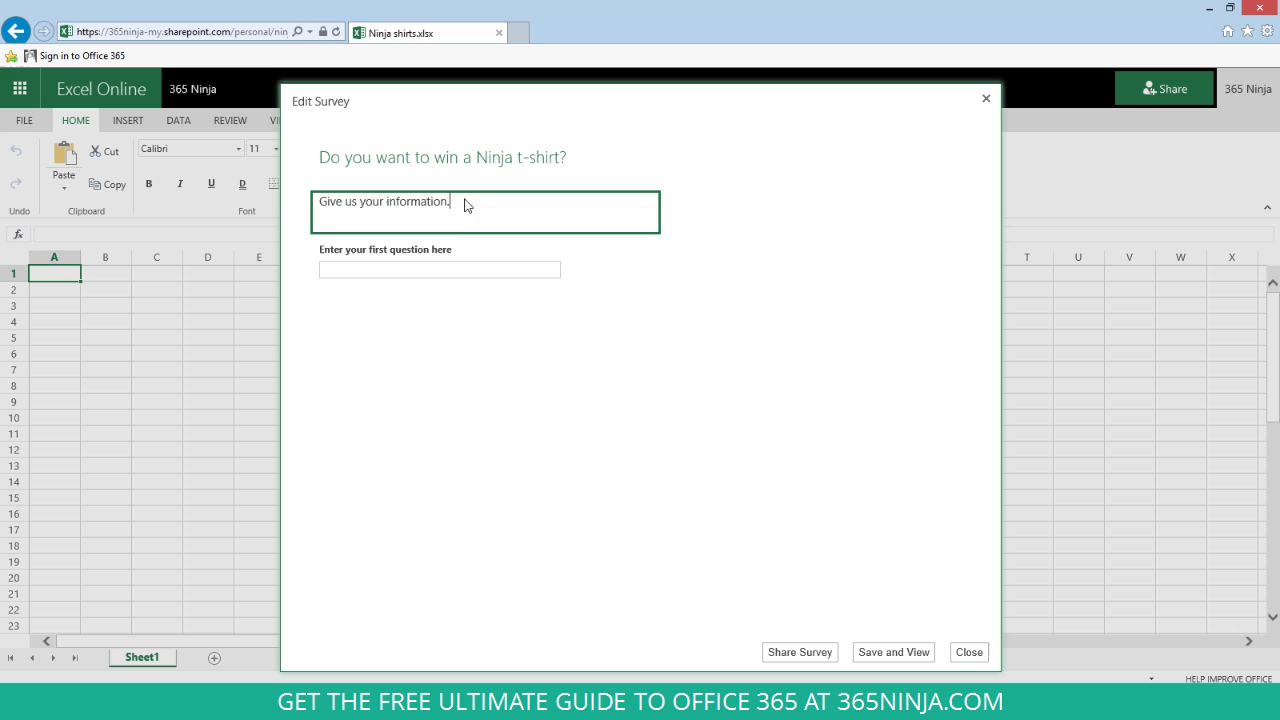 https://365ninja-my.sharepoint.com/personal/nin
Ninja shirts.xlsx
Sign in to Office 365
Excel Online
365 Ninja
Share
365 Ninja
FILE
HOME
INSERT
DATA
REVIEW
VI
Calibri
11
Paste
Cut
Copy
B
I
U
D
Undo
Clipboard
Font
fx
A
B
C
D
E
T
U
V
W
X
1
2
3
4
5
6
7
8
9
10
11
12
13
14
15
16
17
18
19
20
21
22
23
Edit Survey
Do you want to win a Ninja t-shirt?
Give us your information.
Enter your first question here
Share Survey
Save and View
Close
Sheet1
HELP IMPROVE OFFICE
GET THE FREE ULTIMATE GUIDE TO OFFICE 365 AT 365NINJA.COM